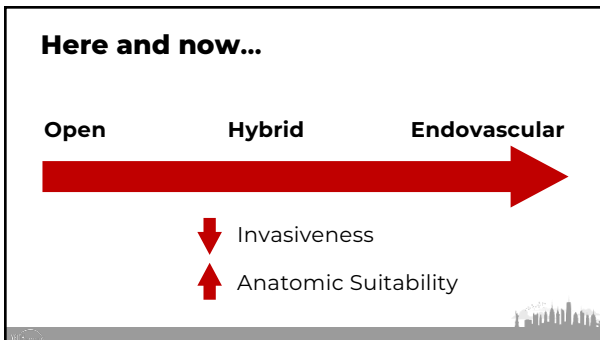 Here and now...
Open Hybrid Endovascular
Invasiveness
Anatomic Suitability